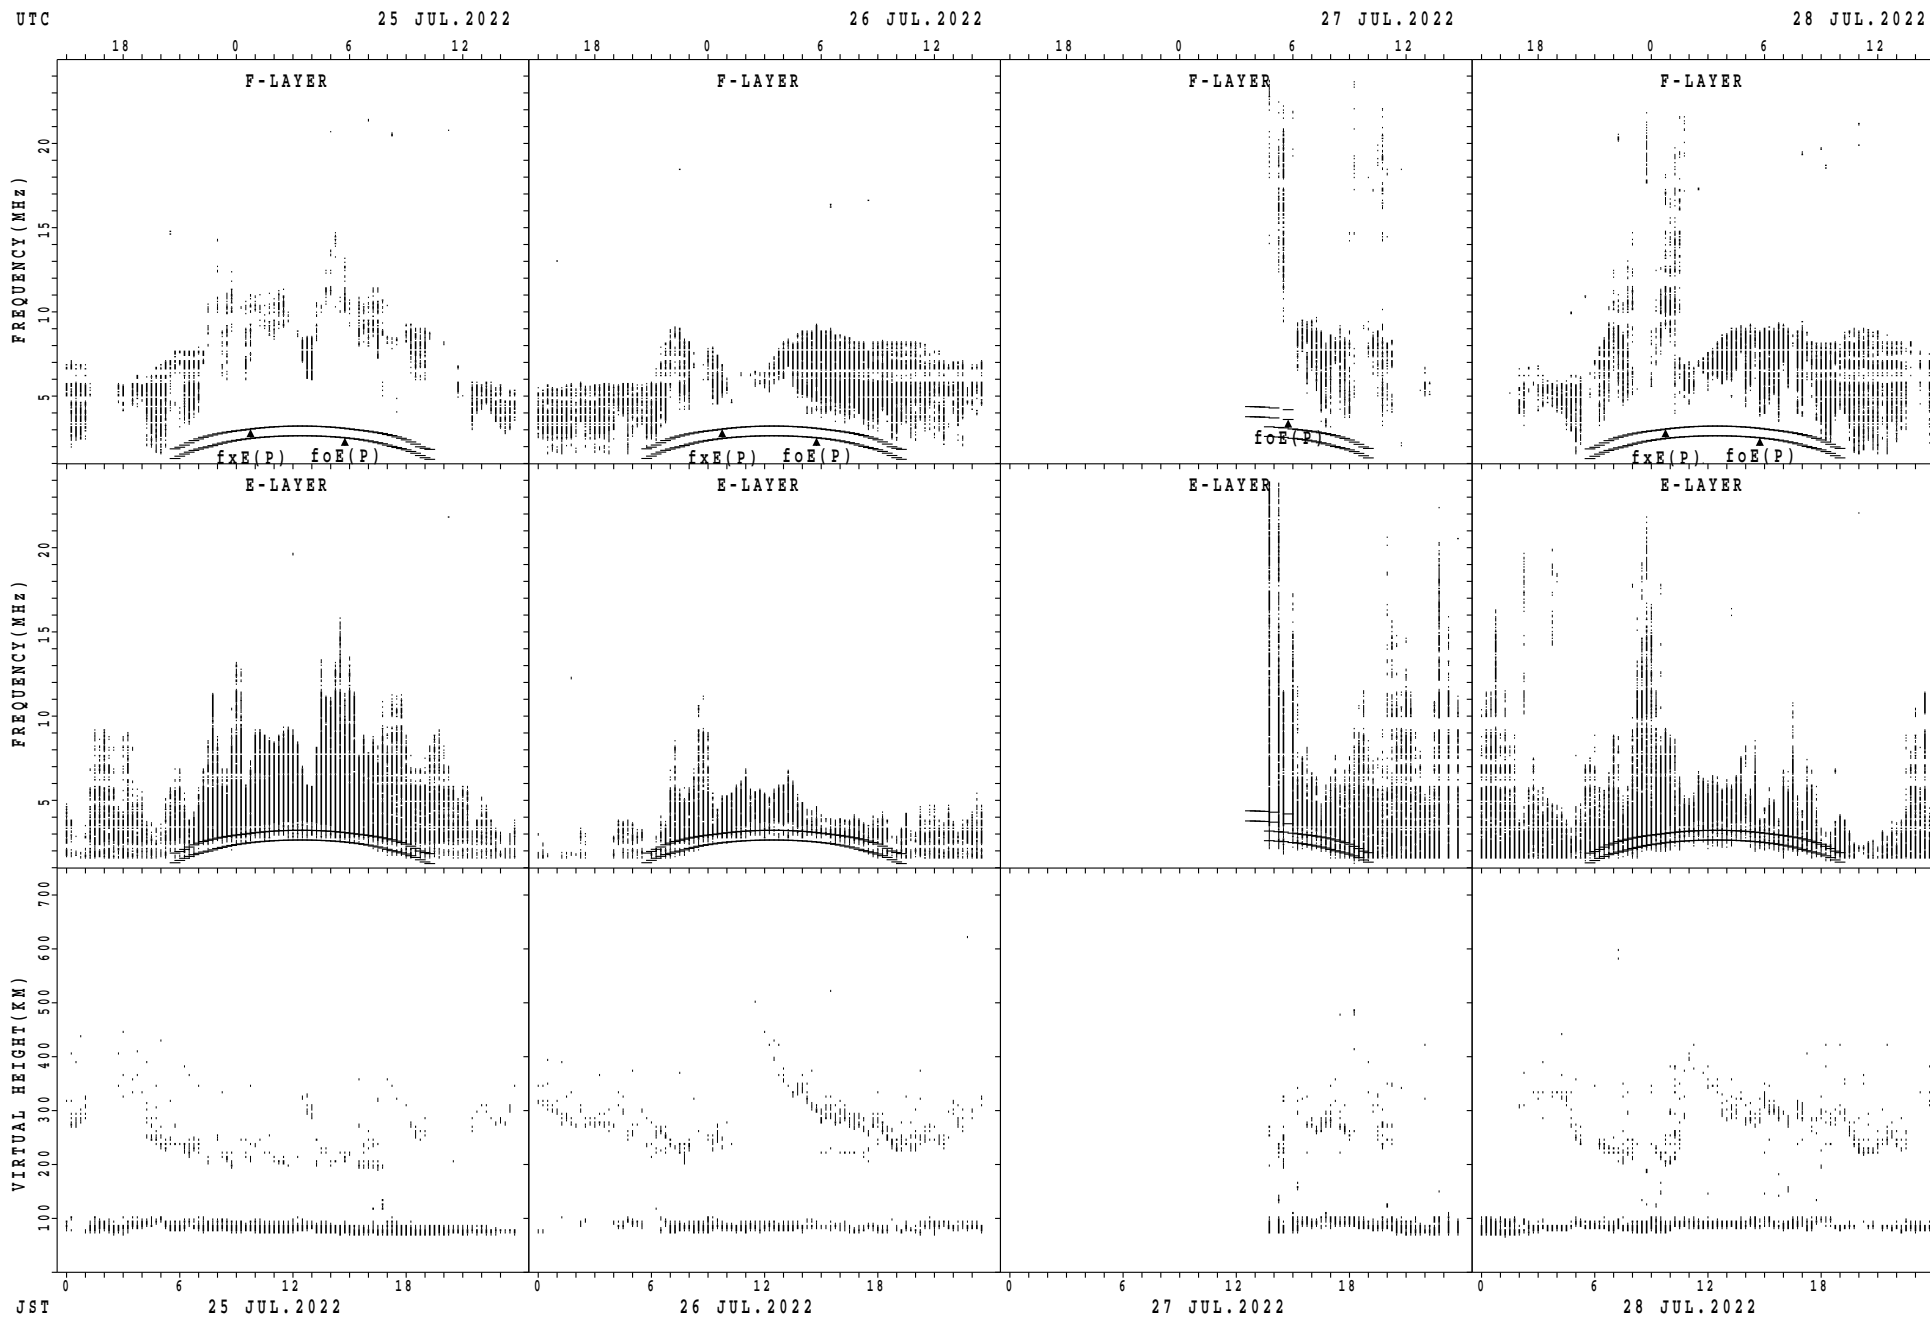 UTC 25 JUL.2022 26 JUL.2022 27 JUL.2022 28 JUL.2022
18 0 6 12 18 0 6 12 18 0 6 12 18 0 6 12
F-LAYER F-LAYER F-LAYER F-LAYER
FREQUENCY(MHz)
20
15
10
5
fxE(P) foE(P) fxE(P) foE(P) foE(P) fxE(P) foE(P)
E-LAYER E-LAYER E-LAYER E-LAYER
FREQUENCY(MHz)
20
15
10
5
VIRTUAL HEIGHT(KM)
700
600
500
400
300
200
100
0 6 12 18 0 6 12 18 0 6 12 18 0 6 12 18
JST 25 JUL.2022 26 JUL.2022 27 JUL.2022 28 JUL.2022